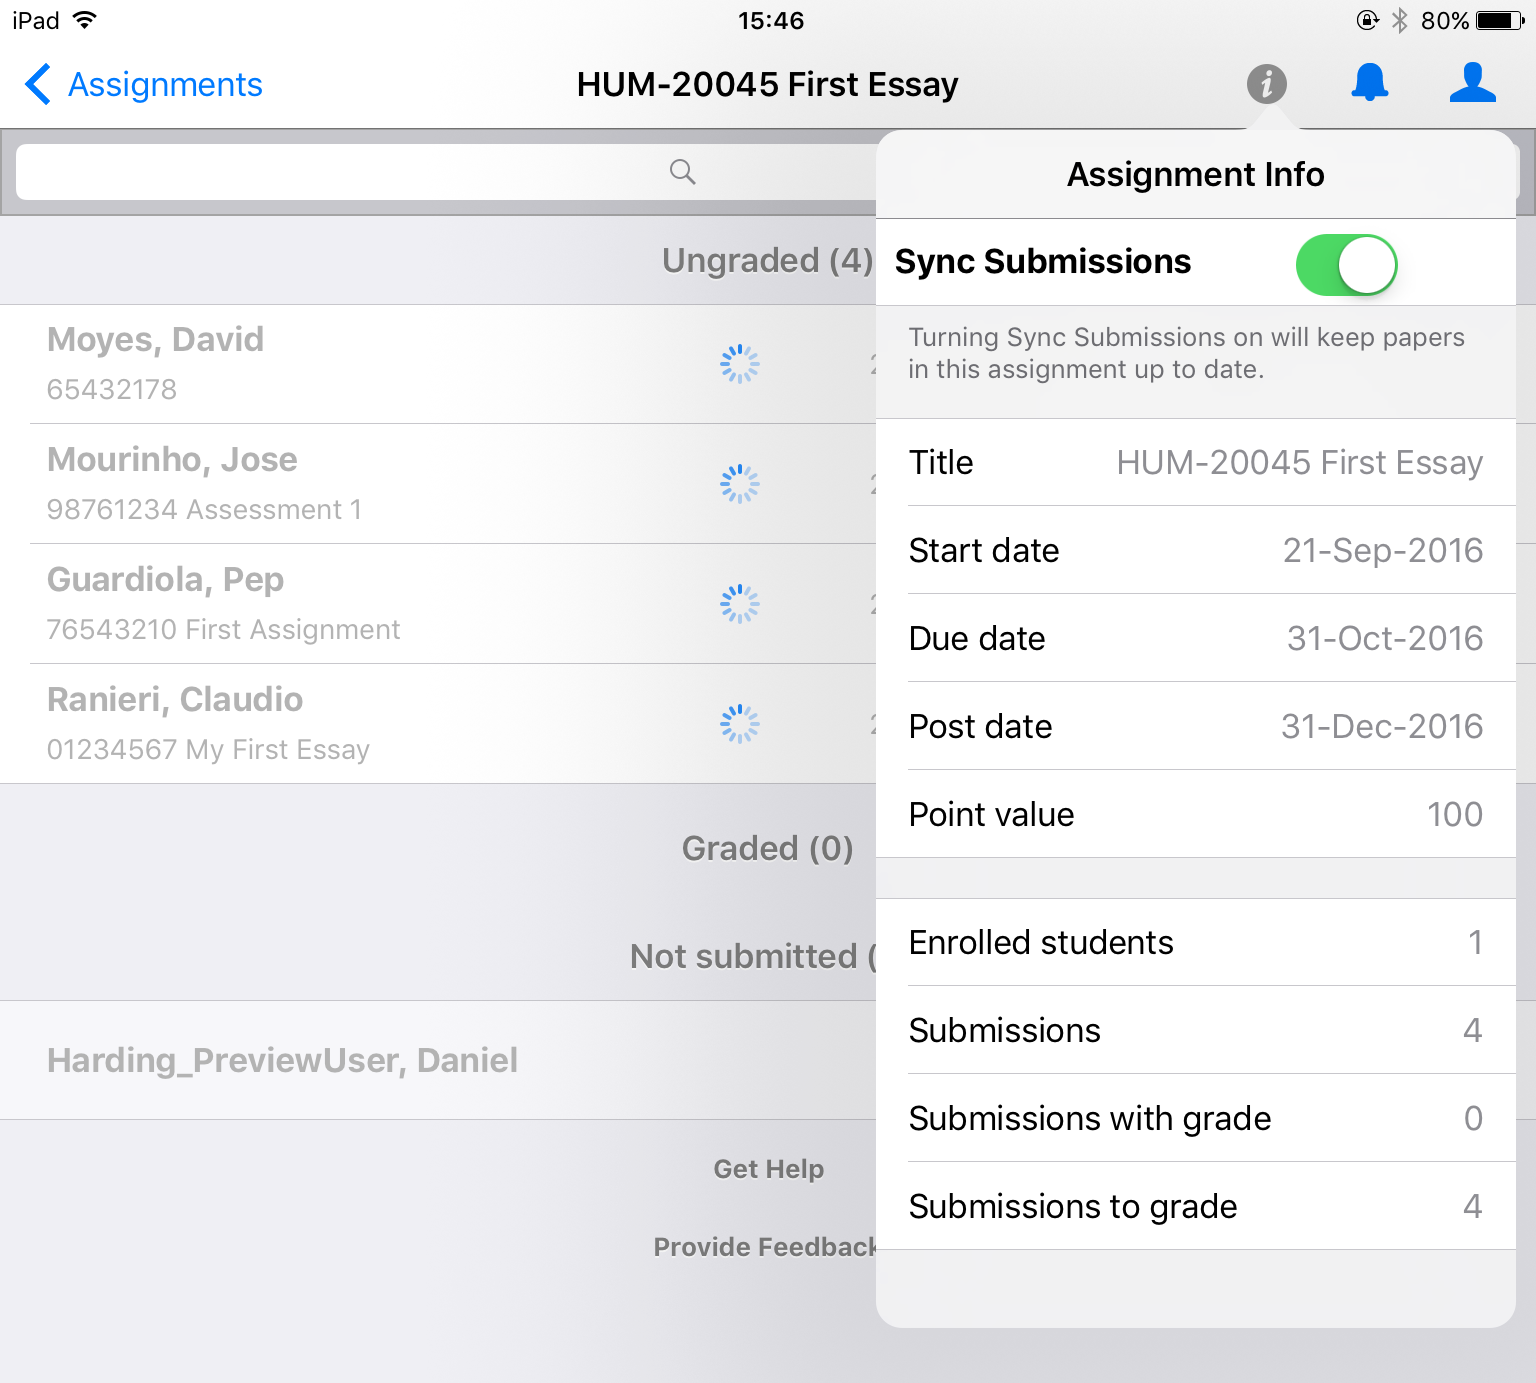 iPad 15:46 80%
Assignments HUM-20045 First Essay
Assignment Info
Ungraded (4)
Sync Submissions
Turning Sync Submissions on will keep papers
in this assignment up to date.
Moyes, David
65432178
Mourinho, Jose
98761234 Assessment 1
Guardiola, Pep
76543210 First Assignment
Ranieri, Claudio
01234567 My First Essay
Graded (0)
Not submitted (
Harding_PreviewUser, Daniel
Get Help
Provide Feedback
Title HUM-20045 First Essay
Start date 21-Sep-2016
Due date 31-Oct-2016
Post date 31-Dec-2016
Point value 100
Enrolled students 1
Submissions 4
Submissions with grade 0
Submissions to grade 4